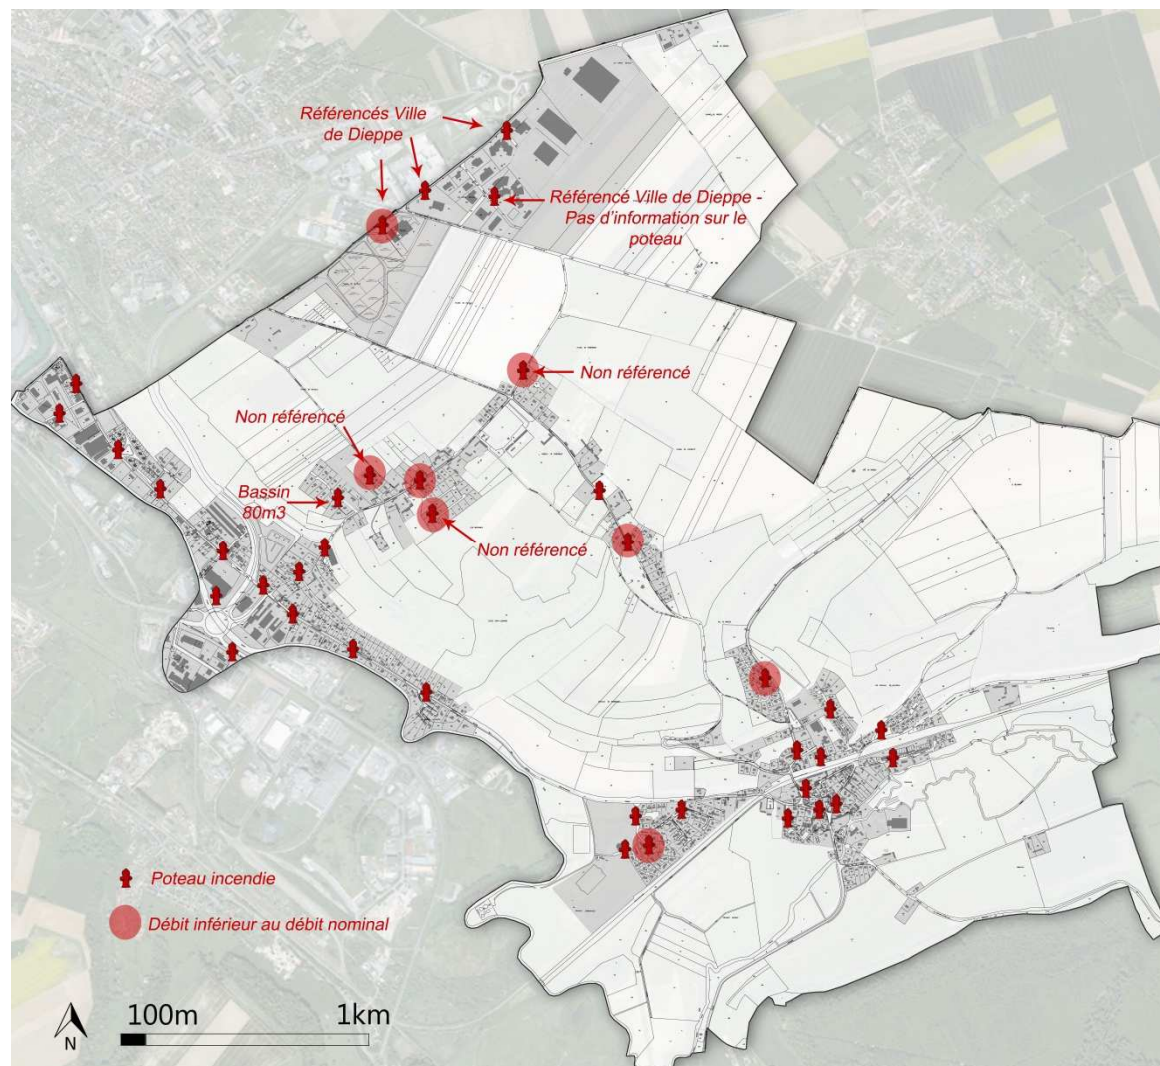 Référencés Ville
de Dieppe
Référencé Ville de Dieppe -
Pas d'information sur le
poteau
Non référencé
Non référencé
Bassin
80m3
Non référencé
Poteau incendie
Débit inférieur au débit nominal
100m
1km
N